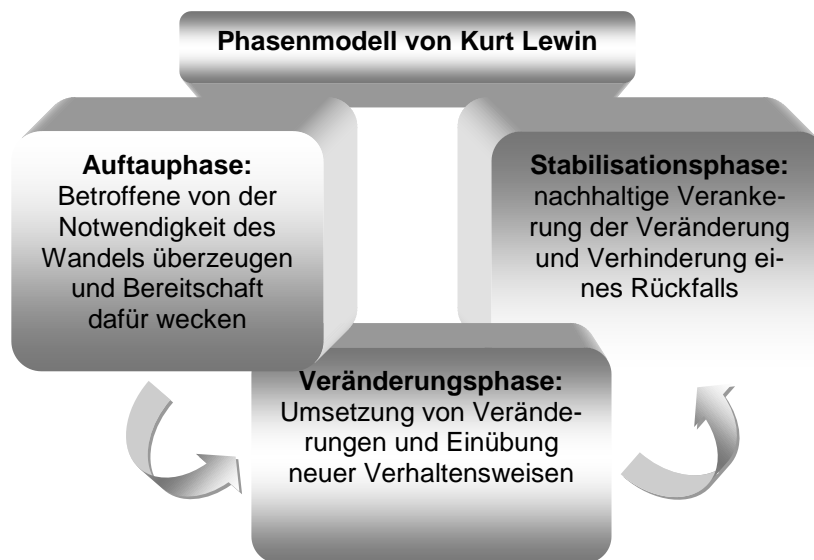 Phasenmodell von Kurt Lewin
Auftauphase:
Betroffene von der
Notwendigkeit des
Wandels überzeugen
und Bereitschaft
dafür wecken
Veränderungsphase:
Umsetzung von Verände-
rungen und Einübung
neuer Verhaltensweisen
Stabilisationsphase:
nachhaltige Veranke-
rung der Veränderung
und Verhinderung ei-
nes Rückfalls